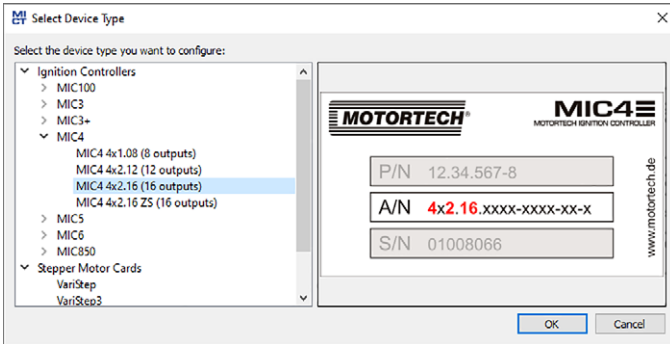 MICT Select Device Type
Select the device type you want to configure:
Ignition Controllers
MIC100
MIC3
MIC3+
MIC4
MIC4 4x1.08 (8 outputs)
MIC4 4x2.12 (12 outputs)
MIC4 4x2.16 (16 outputs)
MIC4 4x2.16 ZS (16 outputs)
MIC5
MIC6
MIC850
Stepper Motor Cards
VariStep
VariStep3
MOTORTECH®
MIC4
MOTORTECH IGNITION CONTROLLER
P/N 12.34.567-8
A/N 4x2.16.xxxx-xxxx-xx-x
S/N 01008066
www.motortech.de
OK Cancel